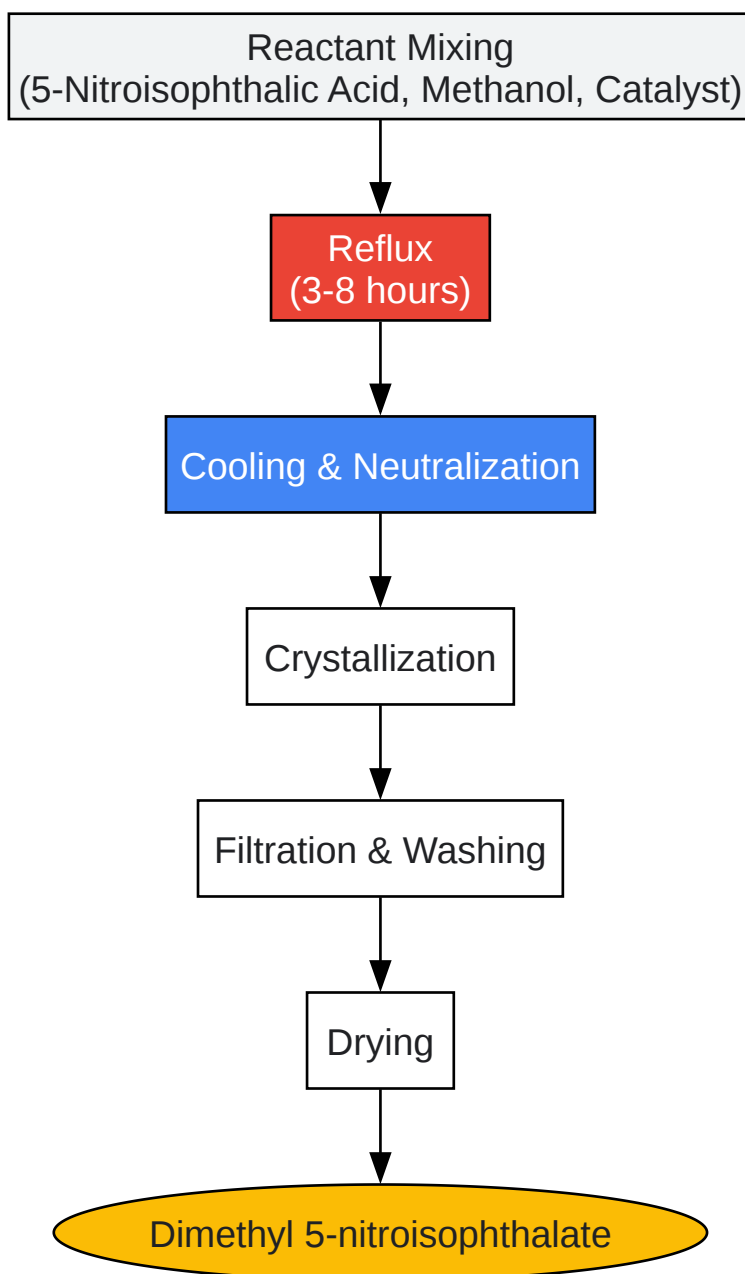 Reactant Mixing
(5-Nitroisophthalic Acid, Methanol, Catalyst)
Reflux
(3-8 hours)
Cooling & Neutralization
Crystallization
Filtration & Washing
Drying
Dimethyl 5-nitroisophthalate